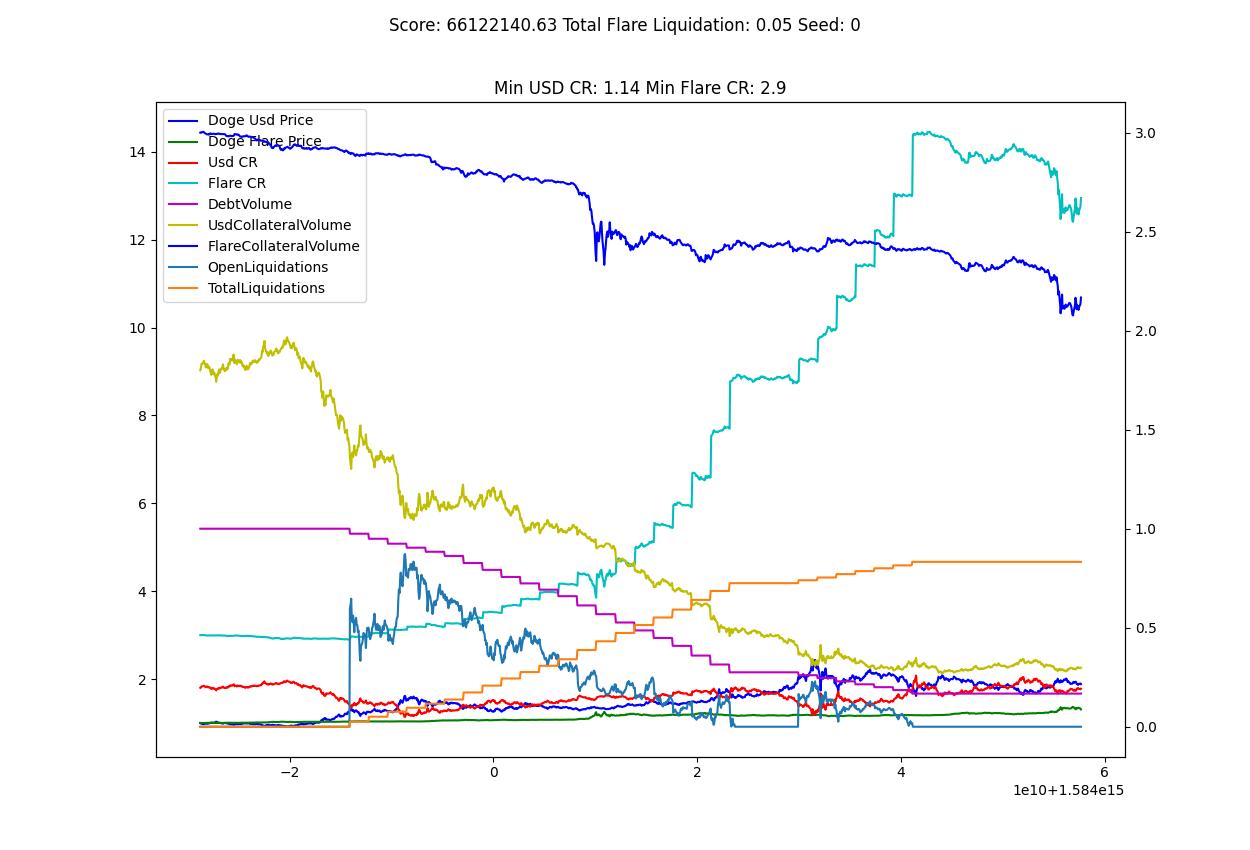 Score: 66122140.63 Total Flare Liquidation: 0.05 Seed: 0
Min USD CR: 1.14 Min Flare CR: 2.9
Doge Usd Price
Doge Flare Price
Usd CR
Flare CR
DebtVolume
UsdCollateralVolume
FlareCollateralVolume
OpenLiquidations
TotalLiquidations
14
12
10
8
6
4
2
3.0
2.5
2.0
1.5
1.0
0.5
0.0
−2
0
2
4
6
1e10+1.584e15